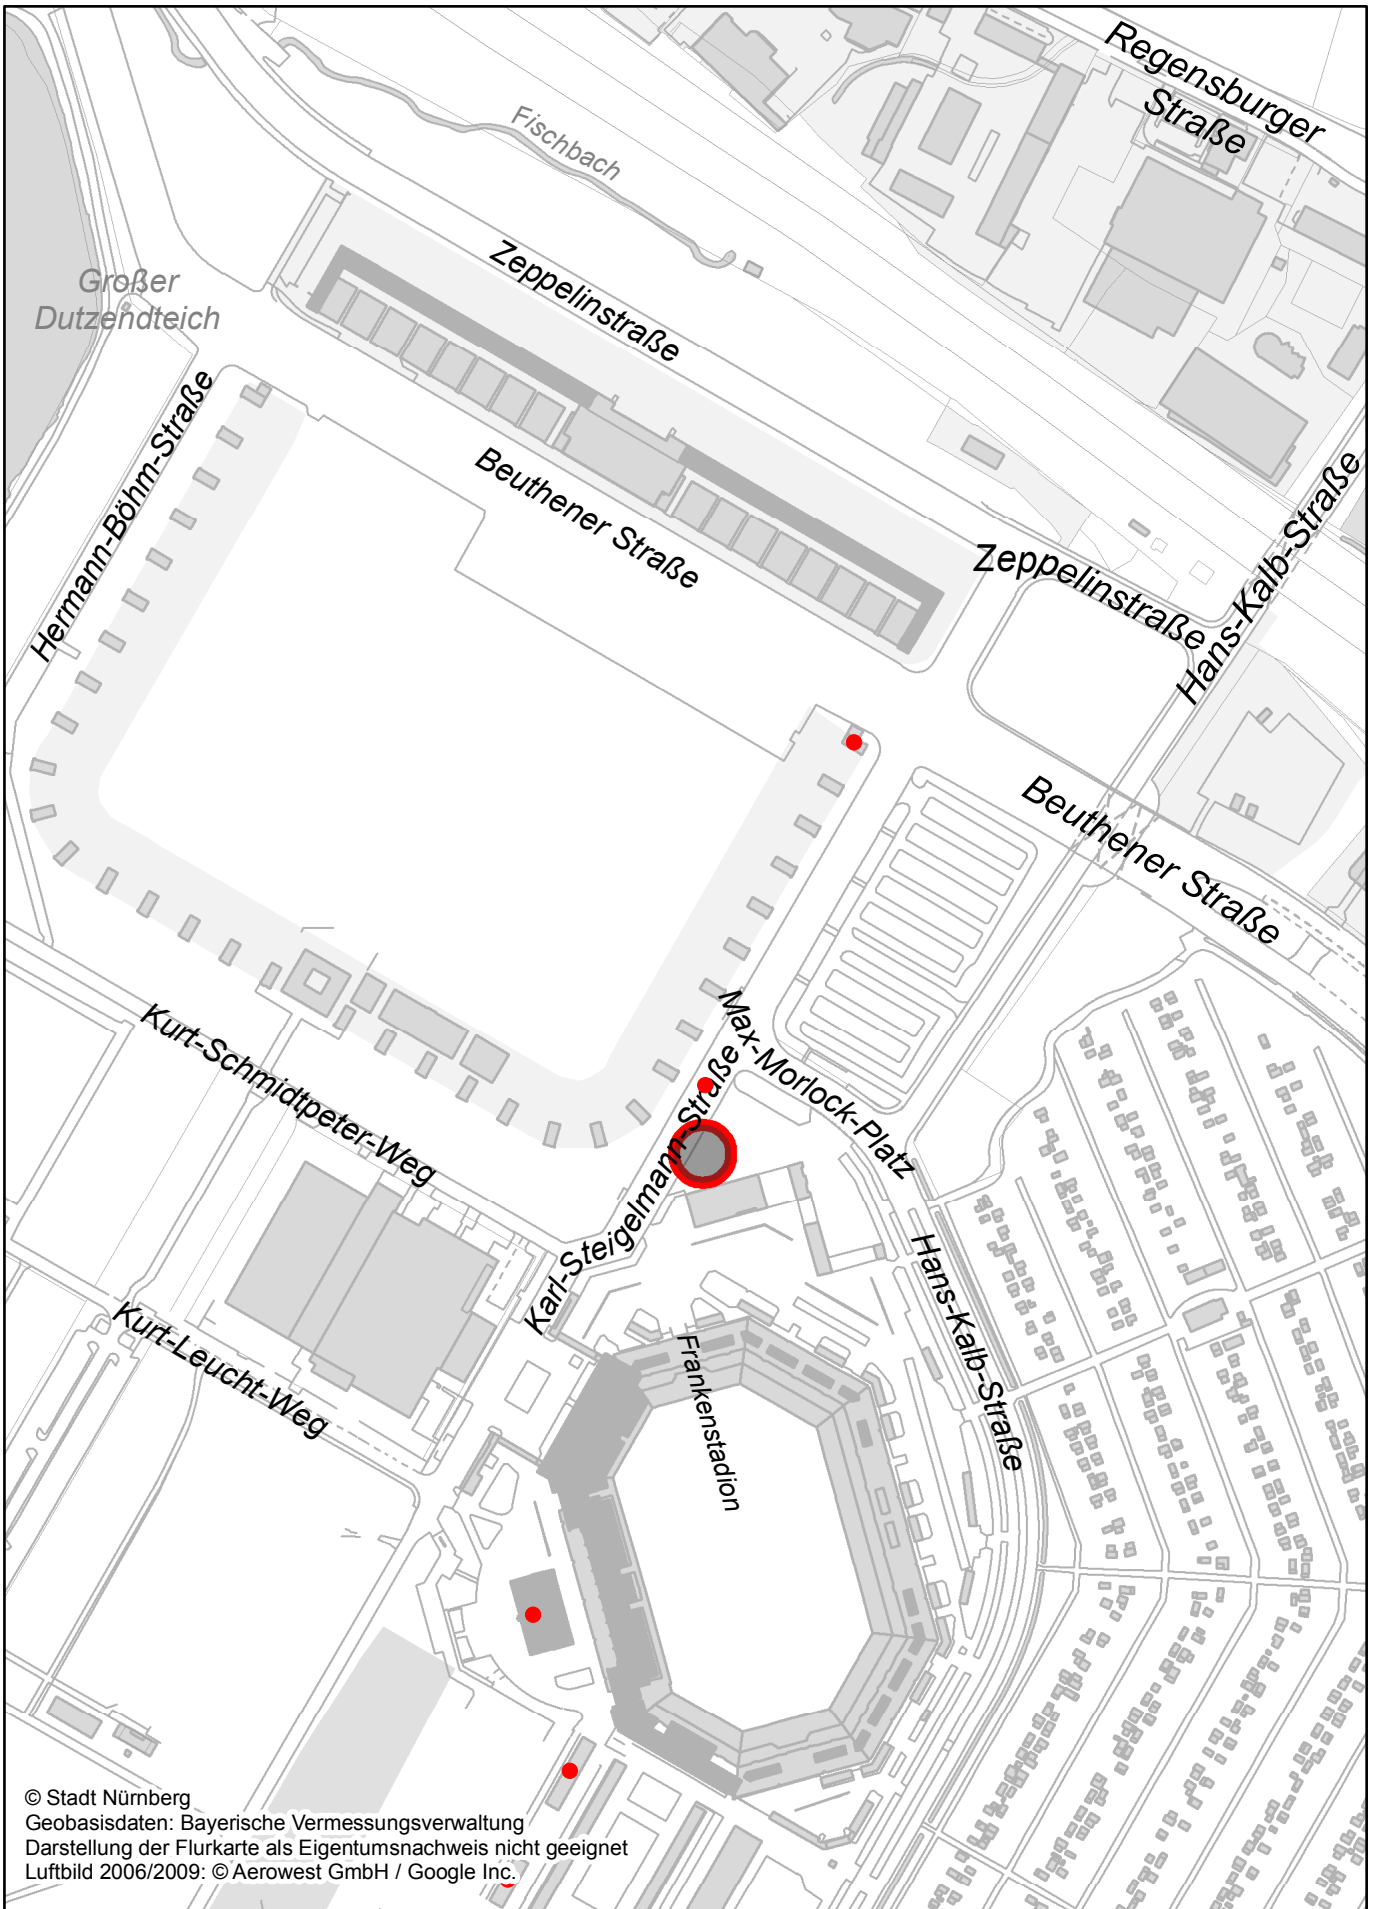 Regensburger
Straße
Fischbach
Großer
Dutzendteich
Zeppelinstraße
Hermann-Böhm-Straße
Beuthener Straße
Zeppelinstraße
Hans-Kalb-Straße
Beuthener Straße
Max-Morlock-Platz
Kurt-Schmidtpeter-Weg
Karl-Steigelmann-Straße
Hans-Kalb-Straße
Kurt-Leucht-Weg
Frankenstadion
© Stadt Nürnberg
Geobasisdaten: Bayerische Vermessungsverwaltung
Darstellung der Flurkarte als Eigentumsnachweis nicht geeignet
Luftbild 2006/2009: © Aerowest GmbH / Google Inc.